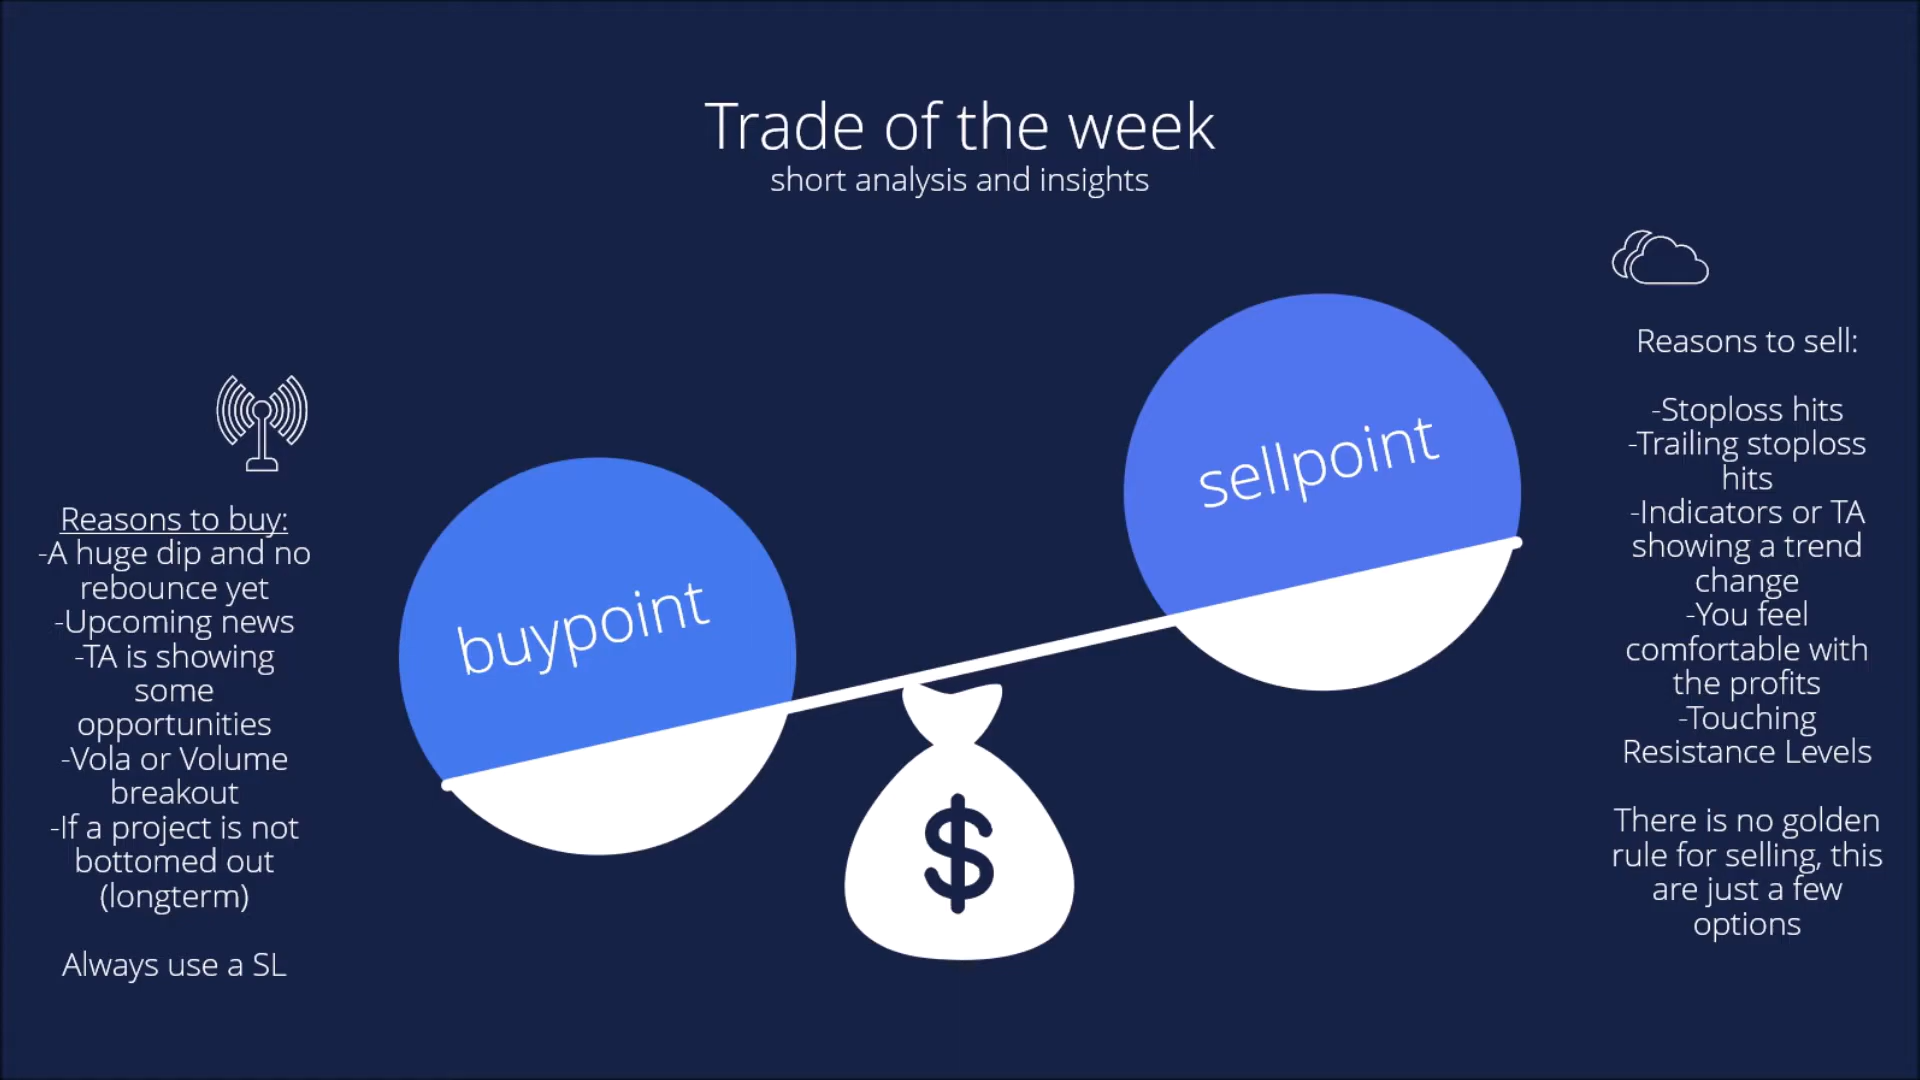 Trade of the week
short analysis and insights
Reasons to buy:
-A huge dip and no
rebounce yet
-Upcoming news
-TA is showing
some
opportunities
-Vola or Volume
breakout
-If a project is not
bottomed out
(longterm)
Always use a SL
buypoint
sellpoint
$
Reasons to sell:
-Stoploss hits
-Trailing stoploss
hits
-Indicators or TA
showing a trend
change
-You feel
comfortable with
the profits
-Touching
Resistance Levels
There is no golden
rule for selling, this
are just a few
options